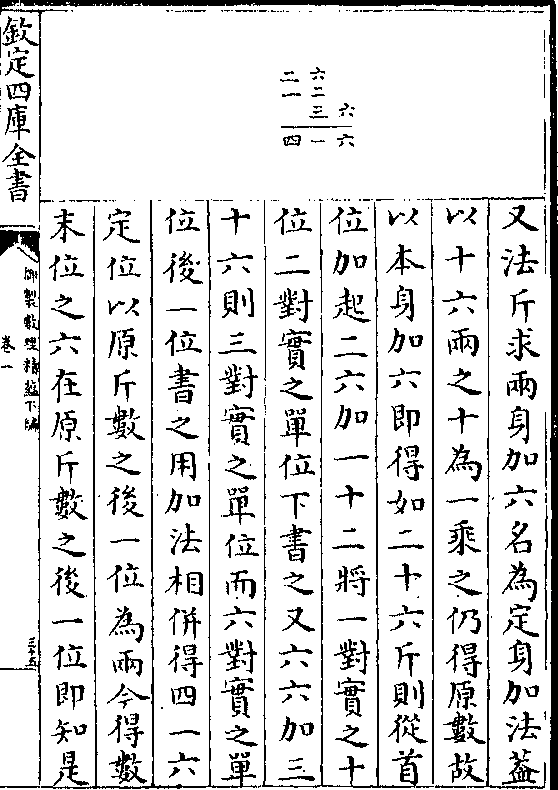 二六
一二
三六
四一六
又法斤求兩身加六名為定身加法葢
以十六兩之十為一乘之仍得原數故
以本身加六即得如二十六斤則從首
位加起二六加一十二將一對實之十
位二對實之單位下書之又六六加三
十六則三對實之單位而六對實之單
位後一位書之用加法相併得四一六
定位以原斤數之後一位為兩今得數
末位之六在原斤數之後一位即知是
欽定四庫全書
御製數理精蘊下編
卷一
三十五